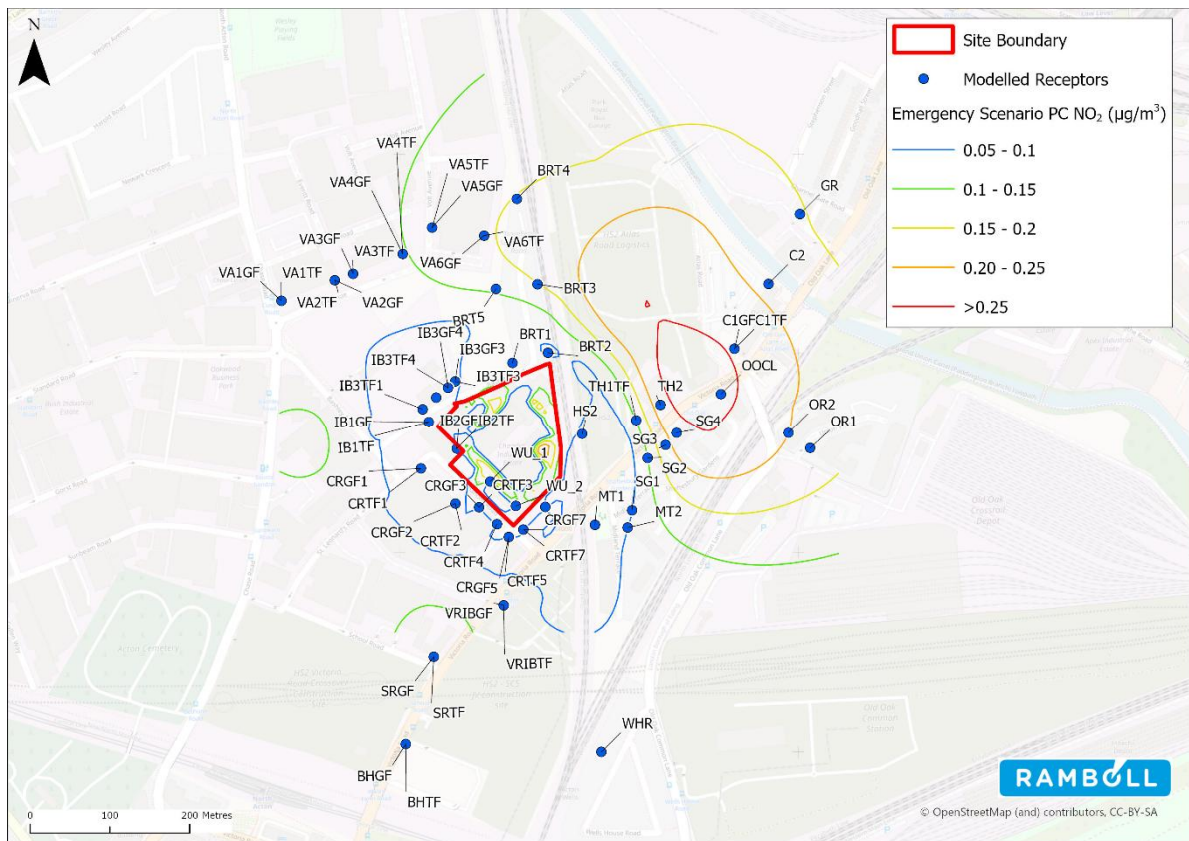 N
Site Boundary
Modelled Receptors
Emergency Scenario PC NO₂ (µg/m³)
0.05 - 0.1
0.1 - 0.15
0.15 - 0.2
0.20 - 0.25
>0.25
VA4TF
VA4GF
VA5TF
VA5GF
BRT4
GR
VA3GF
VA3TF
VA6TF
VA6GF
VA1GF
VA1TF
VA2TF
VA2GF
C2
BRT3
BRT5
IB3GF4
IB3GF3
BRT1
BRT2
C1GFC1TF
IB3TF4
IB3TF3
OOCL
IB3TF1
TH1TF
TH2
IB1GF
IB2GFIB2TF
HS2
SG4
OR2
IB1TF
SG3
OR1
WU_1
SG2
CRGF1
CRGF3
CRTF3
WU_2
CRTF1
SG1
MT1
CRGF2
CRGF7
MT2
CRTF2
CRTF4
CRTF7
CRGF5
CRTF5
VRIBGF
VRIBTF
SRGF
SRTF
WHR
BHGF
BHTF
RAMBOLL
0 100 200 Metres
© OpenStreetMap (and) contributors, CC-BY-SA